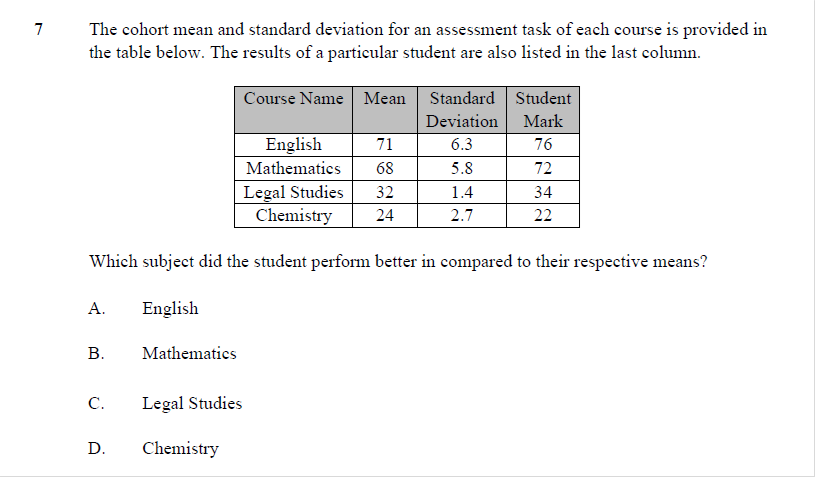 7 The cohort mean and standard deviation for an assessment task of each course is provided in
the table below. The results of a particular student are also listed in the last column.
Course Name Mean Standard Deviation Student Mark
English 71 6.3 76
Mathematics 68 5.8 72
Legal Studies 32 1.4 34
Chemistry 24 2.7 22
Which subject did the student perform better in compared to their respective means?
A. English
B. Mathematics
C. Legal Studies
D. Chemistry